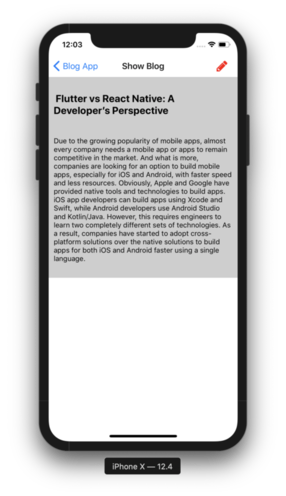 12:03
Blog App
Show Blog
Flutter vs React Native: A
Developer's Perspective
Due to the growing popularity of mobile apps, almost
every company needs a mobile app or apps to remain
competitive in the market. And what is more,
companies are looking for an option to build mobile
apps, especially for iOS and Android, with faster speed
and less resources. Obviously, Apple and Google have
provided native tools and technologies to build apps.
iOS app developers can build apps using Xcode and
Swift, while Android developers use Android Studio
and Kotlin/Java. However, this requires engineers to
learn two completely different sets of technologies. As
a result, companies have started to adopt cross-
platform solutions over the native solutions to build
apps for both iOS and Android faster using a single
language.
iPhone X — 12.4